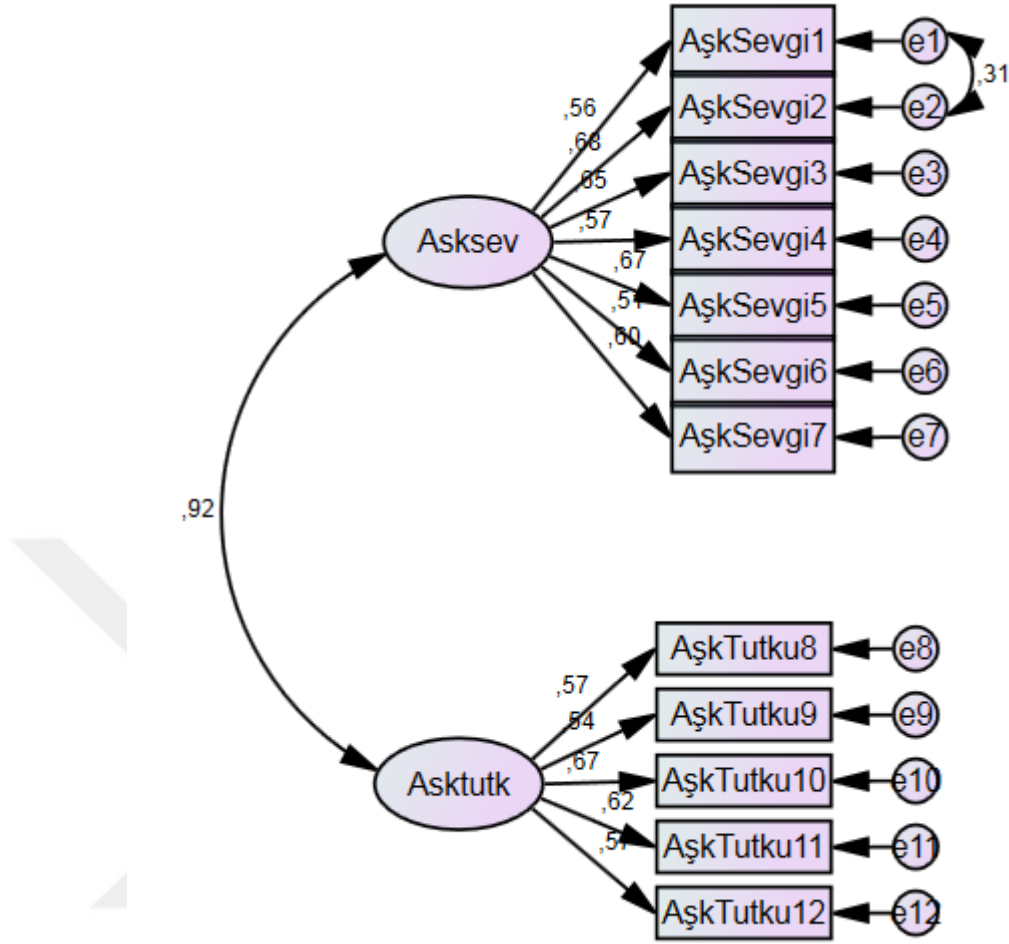 AşkSevgi1
e1
,31
,56
AşkSevgi2
e2
,68
AşkSevgi3
e3
,65
AşkSevgi4
e4
,57
Asksev
AşkSevgi5
e5
,67
AşkSevgi6
e6
AşkSevgi7
e7
,60
,92
AşkTutku8
e8
,57
AşkTutku9
e9
,54
AşkTutku10
e10
,67
Asktutk
AşkTutku11
e11
,62
AşkTutku12
e12